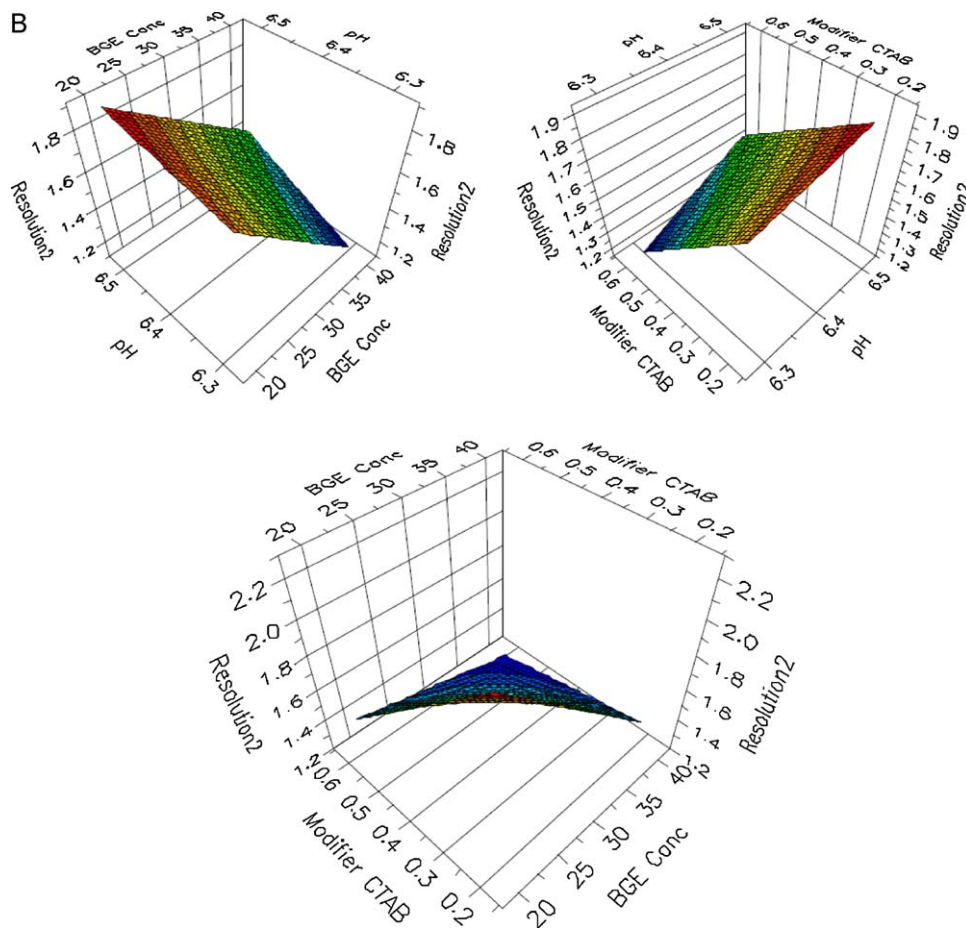 B
BGE Conc
20 25 30 35 40
pH
6.5 6.4 6.3
Resolution2
1.8 1.6 1.4 1.2
Resolution2
1.8 1.6 1.4 1.2
pH
6.5 6.4 6.3
BGE Conc
20 25 30 35 40
pH
6.3 6.4 6.5
Modifier CTAB
0.6 0.5 0.4 0.3 0.2
Resolution2
1.9 1.8 1.7 1.6 1.5 1.4 1.3 1.2
Resolution2
1.9 1.8 1.7 1.6 1.5 1.4 1.3 1.2
Modifier CTAB
0.6 0.5 0.4 0.3 0.2
pH
6.3 6.4 6.5
BGE Conc
20 25 30 35 40
Modifier CTAB
0.6 0.5 0.4 0.3 0.2
Resolution2
2.2 2.0 1.8 1.6 1.4 1.2
Resolution2
2.2 2.0 1.8 1.6 1.4 1.2
Modifier CTAB
0.6 0.5 0.4 0.3 0.2
BGE Conc
20 25 30 35 40